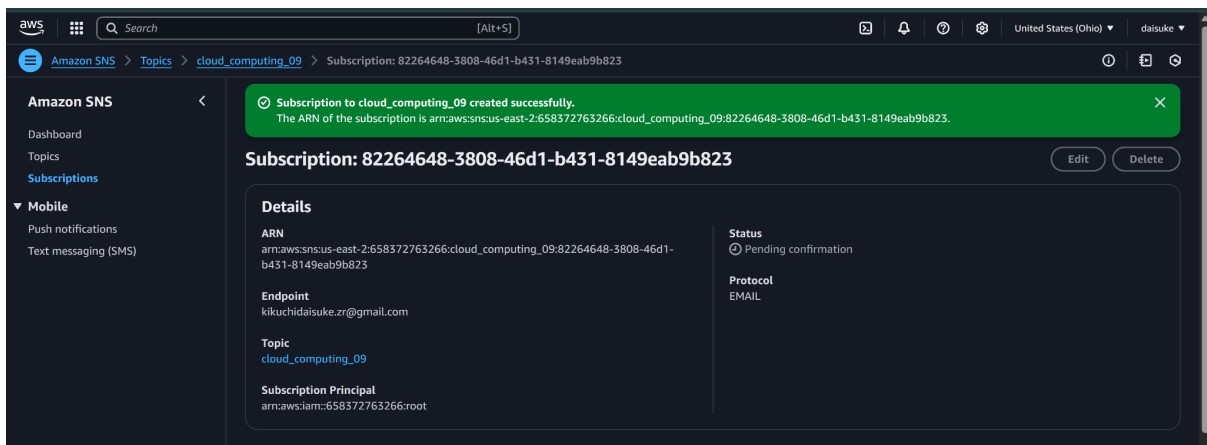 aws
Search
[Alt+S]
United States (Ohio)
daisuke
Amazon SNS > Topics > cloud_computing_09 > Subscription: 82264648-3808-46d1-b431-8149eab9b823
Amazon SNS
Dashboard
Topics
Subscriptions
Mobile
Push notifications
Text messaging (SMS)
Subscription to cloud_computing_09 created successfully.
The ARN of the subscription is arn:aws:sns:us-east-2:658372763266:cloud_computing_09:82264648-3808-46d1-b431-8149eab9b823.
Subscription: 82264648-3808-46d1-b431-8149eab9b823
Edit
Delete
Details
ARN
arn:aws:sns:us-east-2:658372763266:cloud_computing_09:82264648-3808-46d1-
b431-8149eab9b823
Endpoint
kikuchidaisuke.zr@gmail.com
Topic
cloud_computing_09
Subscription Principal
arn:aws:iam::658372763266:root
Status
Pending confirmation
Protocol
EMAIL